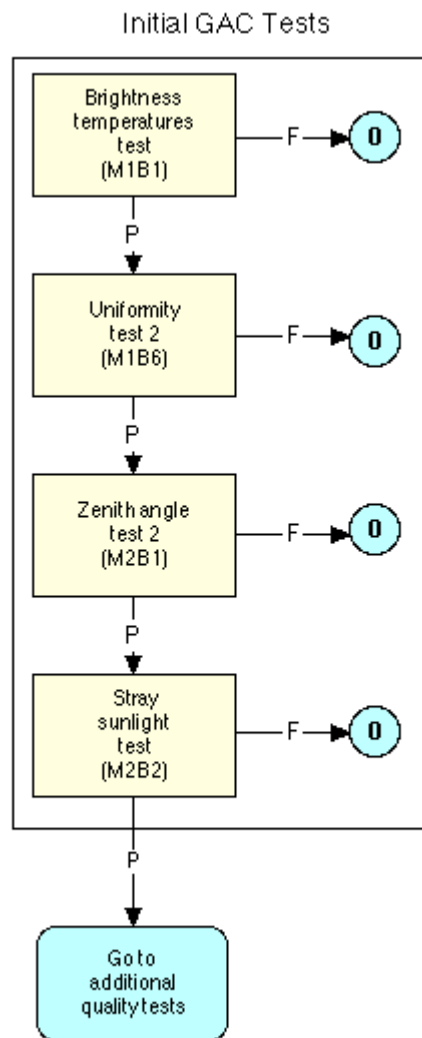 Initial GAC Tests
Brightness
temperatures
test
(M1B1)
F
0
P
Uniformity
test 2
(M1B6)
F
0
P
Zenith angle
test 2
(M2B1)
F
0
P
Stray
sunlight
test
(M2B2)
F
0
P
Go to
additional
quality tests